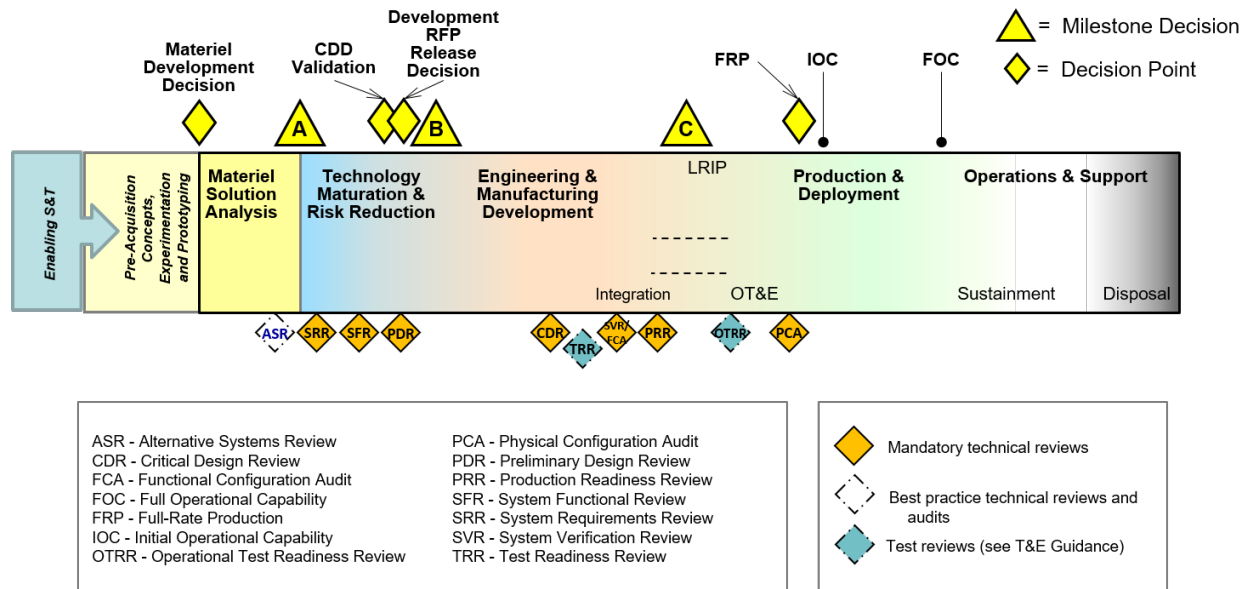 Materiel
Development
Decision
CDD
Validation
Development
RFP
Release
Decision
FRP
IOC
FOC
= Milestone Decision
= Decision Point
A
B
C
Enabling S&T
Pre-Acquisition
Concepts,
Experimentation
and Prototyping
Materiel
Solution
Analysis
Technology
Maturation &
Risk Reduction
Engineering &
Manufacturing
Development
LRIP
Production &
Deployment
Operations & Support
Integration
OT&E
Sustainment
Disposal
ASR
SRR
SFR
PDR
CDR
TRR
SVR/
FCA
PRR
OTRR
PCA
ASR - Alternative Systems Review
CDR - Critical Design Review
FCA - Functional Configuration Audit
FOC - Full Operational Capability
FRP - Full-Rate Production
IOC - Initial Operational Capability
OTRR - Operational Test Readiness Review
PCA - Physical Configuration Audit
PDR - Preliminary Design Review
PRR - Production Readiness Review
SFR - System Functional Review
SRR - System Requirements Review
SVR - System Verification Review
TRR - Test Readiness Review
Mandatory technical reviews
Best practice technical reviews and
audits
Test reviews (see T&E Guidance)